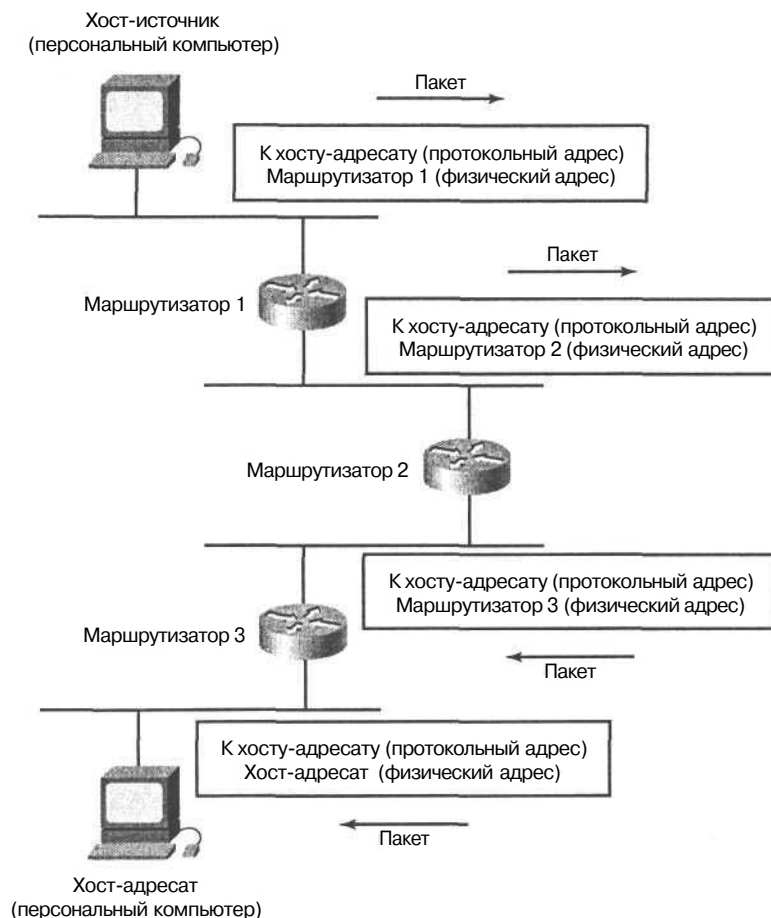 Хост-источник
(персональный компьютер)
Пакет
К хосту-адресату (протокольный адрес)
Маршрутизатор 1 (физический адрес)
Пакет
Маршрутизатор 1
К хосту-адресату (протокольный адрес)
Маршрутизатор 2 (физический адрес)
Маршрутизатор 2
К хосту-адресату (протокольный адрес)
Маршрутизатор 3 (физический адрес)
Маршрутизатор 3
Пакет
К хосту-адресату (протокольный адрес)
Хост-адресат (физический адрес)
Пакет
Хост-адресат
(персональный компьютер)